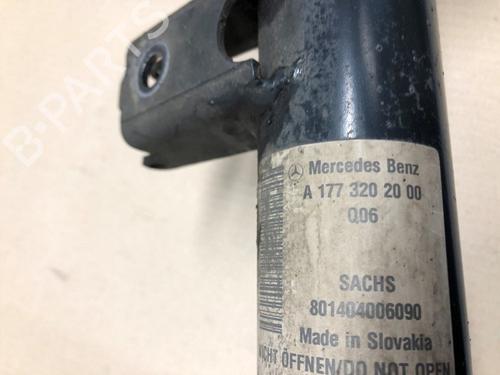 B-PARTS
Mercedes Benz
A 177 320 20 00
Q06
SACHS
801404006090
Made in Slovakia
NICHT ÖFFNEN/DO NOT OPEN